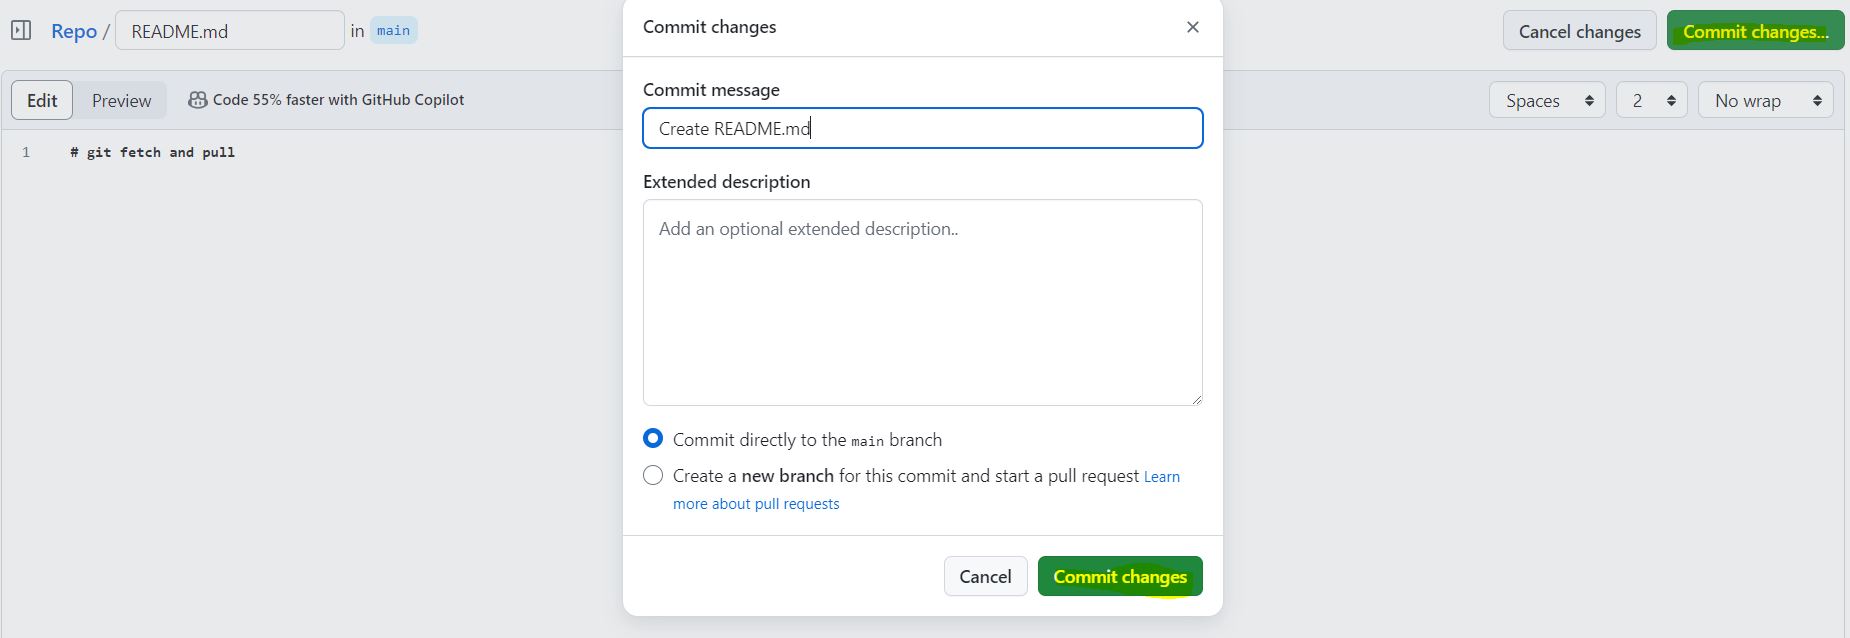 Repo / README.md in main
Cancel changes
Commit changes...
Edit
Preview
Code 55% faster with GitHub Copilot
Spaces
2
No wrap
1 # git fetch and pull
Commit changes
Commit message
Create README.md
Extended description
Add an optional extended description..
Commit directly to the main branch
Create a new branch for this commit and start a pull request Learn
more about pull requests
Cancel
Commit changes